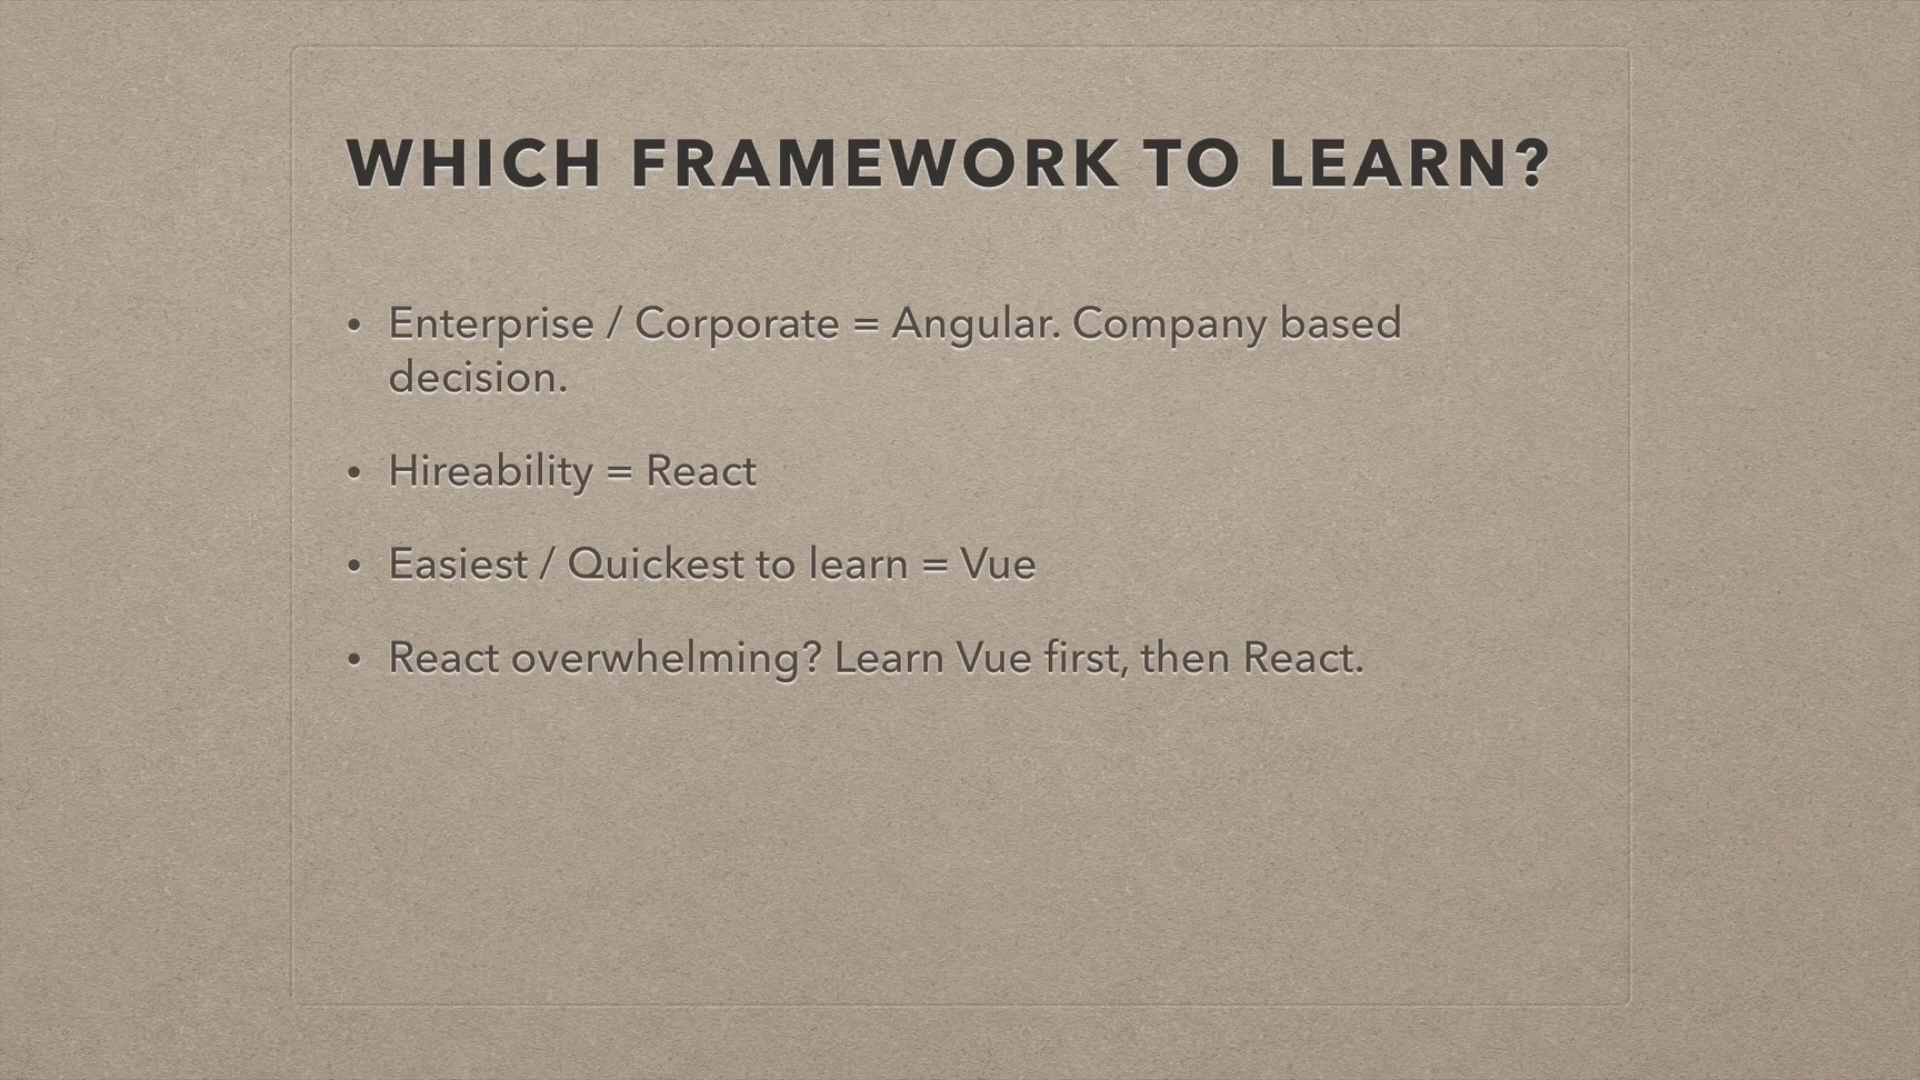 WHICH FRAMEWORK TO LEARN?
• Enterprise / Corporate = Angular. Company based
decision.
• Hireability = React
• Easiest / Quickest to learn = Vue
• React overwhelming? Learn Vue first, then React.